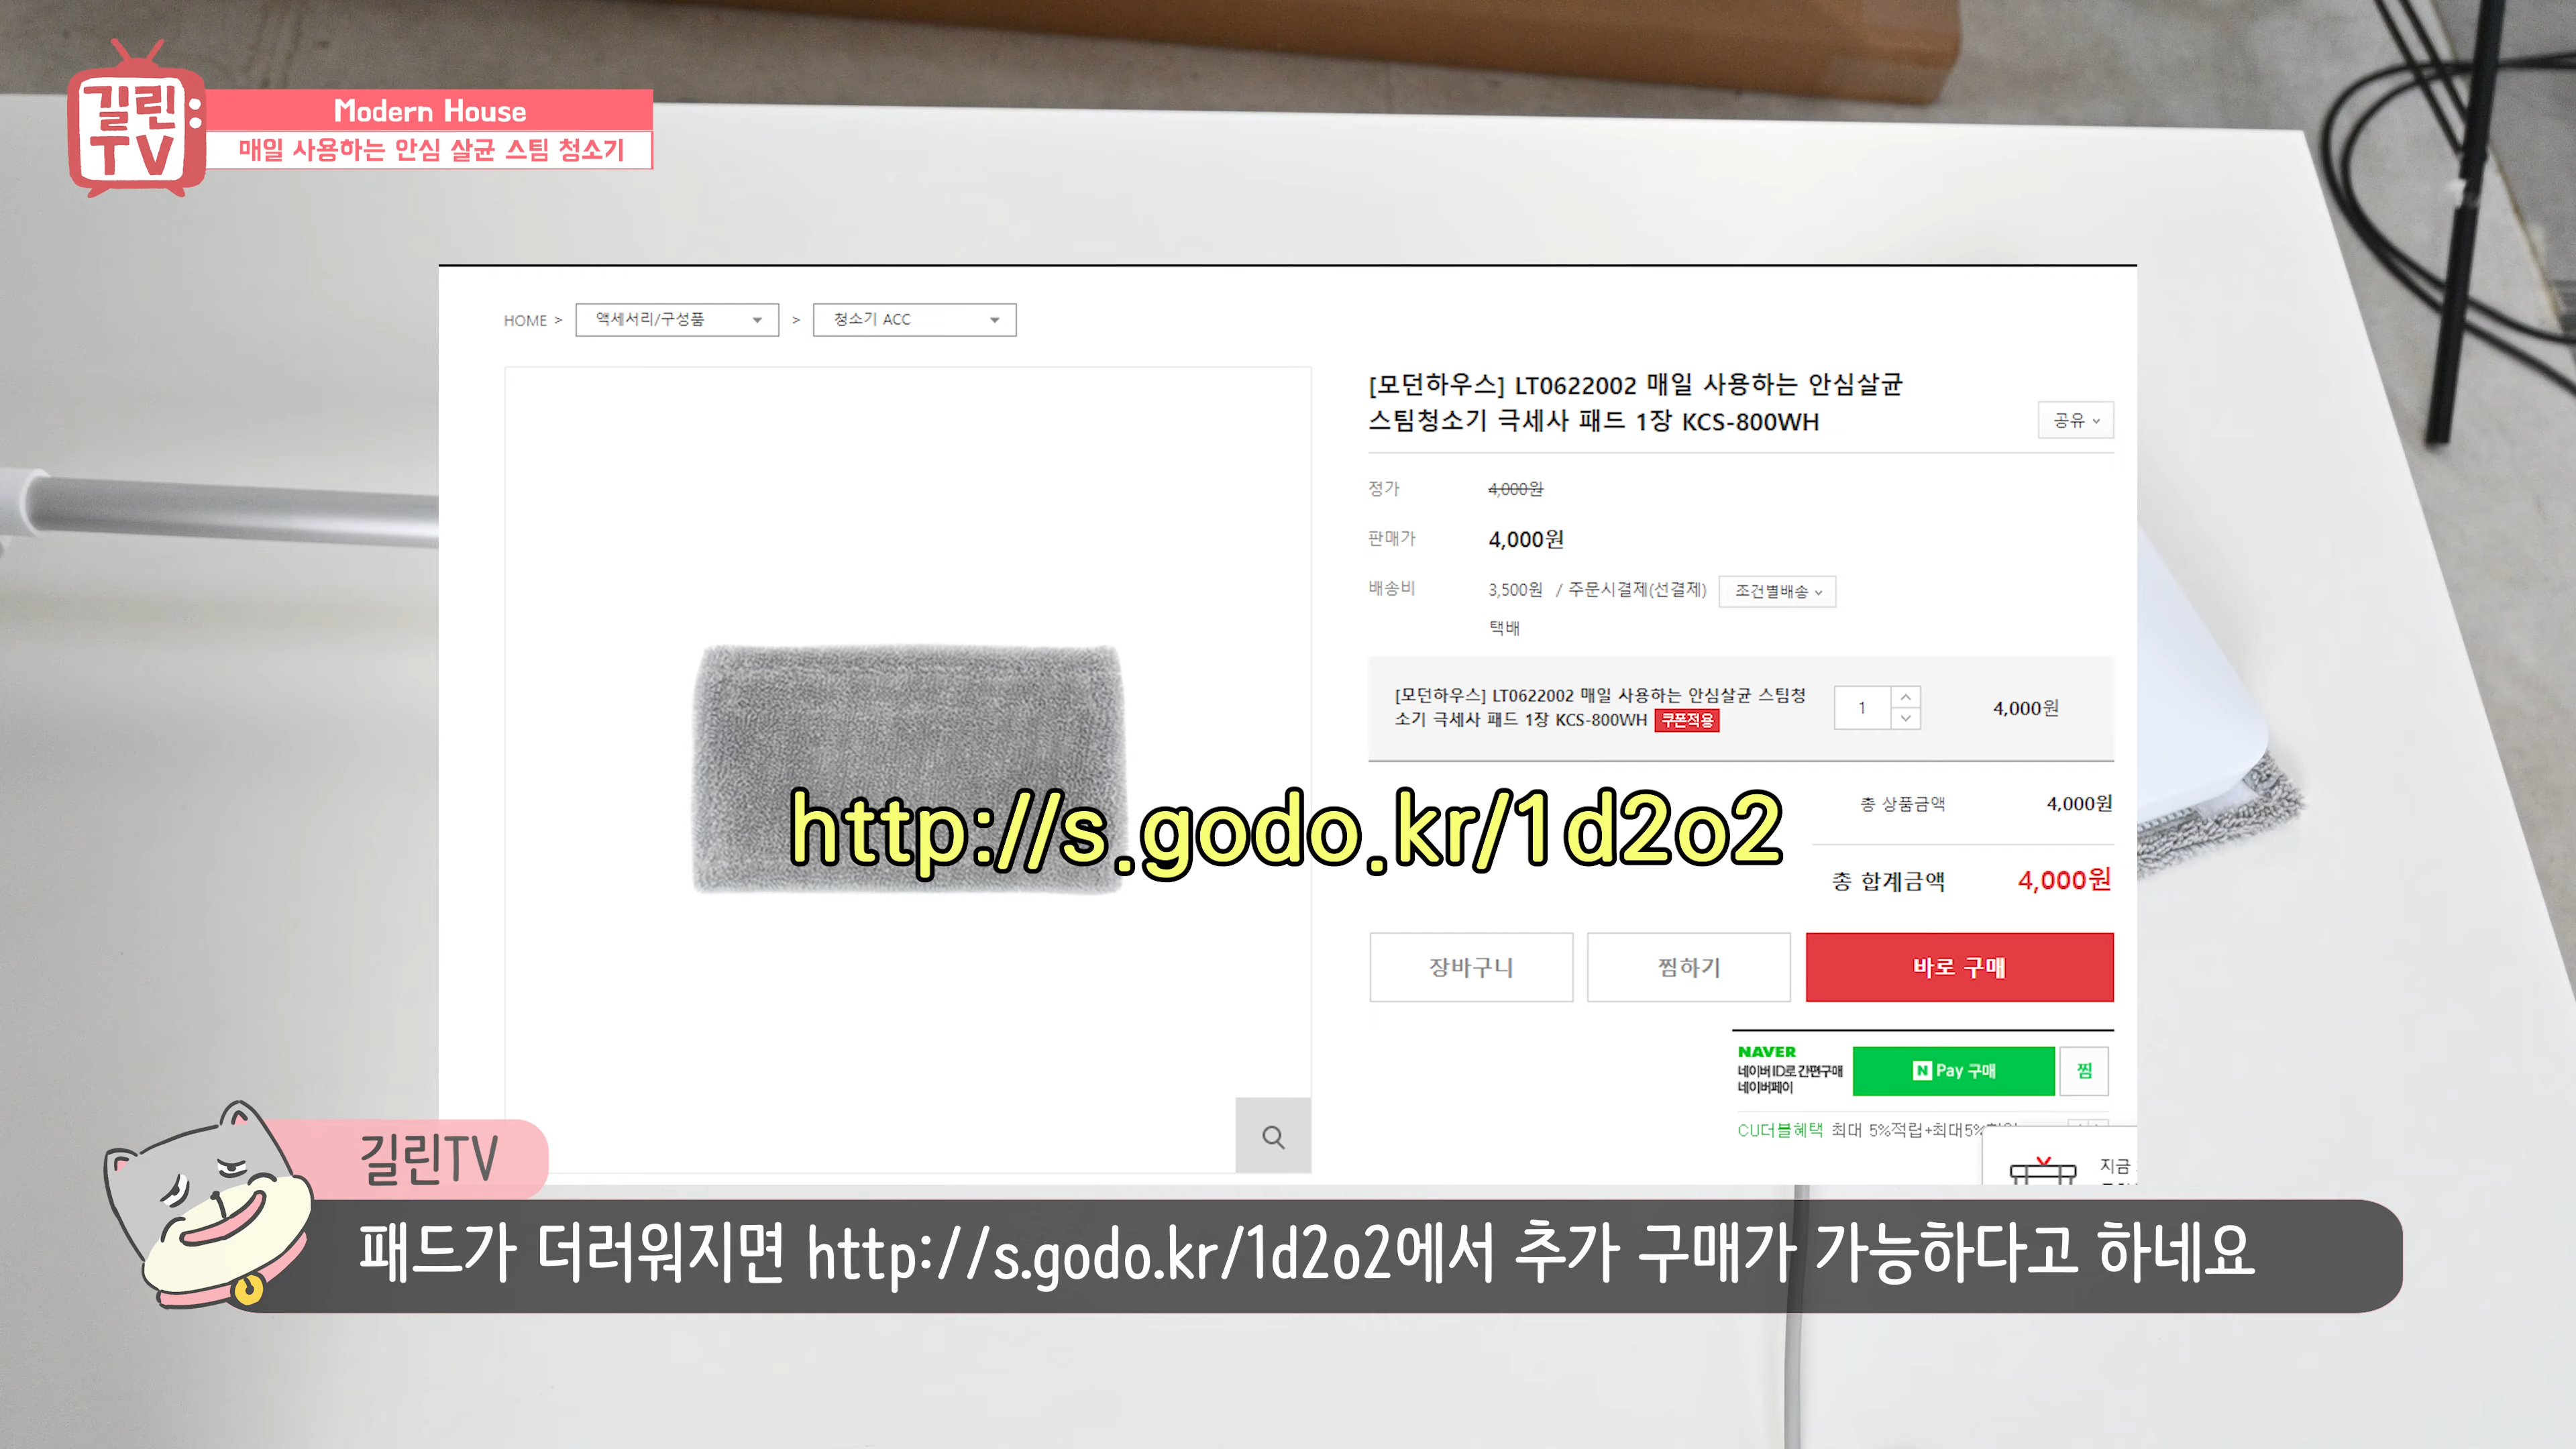 길린
TV
Modern House
매일 사용하는 안심 살균 스팀 청소기
HOME > 액세서리/구성품 > 청소기 ACC
[모던하우스] LT0622002 매일 사용하는 안심살균
스팀청소기 극세사 패드 1장 KCS-800WH
공유
정가 4,000원
판매가 4,000원
배송비 3,500원 / 주문시결제(선결제) 조건별배송
택배
[모던하우스] LT0622002 매일 사용하는 안심살균 스팀청
소기 극세사 패드 1장 KCS-800WH 쿠폰적용
1
4,000원
http://s.godo.kr/1d2o2
총 상품금액 4,000원
총 합계금액 4,000원
장바구니 찜하기 바로 구매
NAVER
네이버ID로 간편구매
네이버페이
N Pay 구매 찜
CU더블혜택 최대 5%적립+최대5%
지금
길린TV
패드가 더러워지면 http://s.godo.kr/1d2o2에서 추가 구매가 가능하다고 하네요